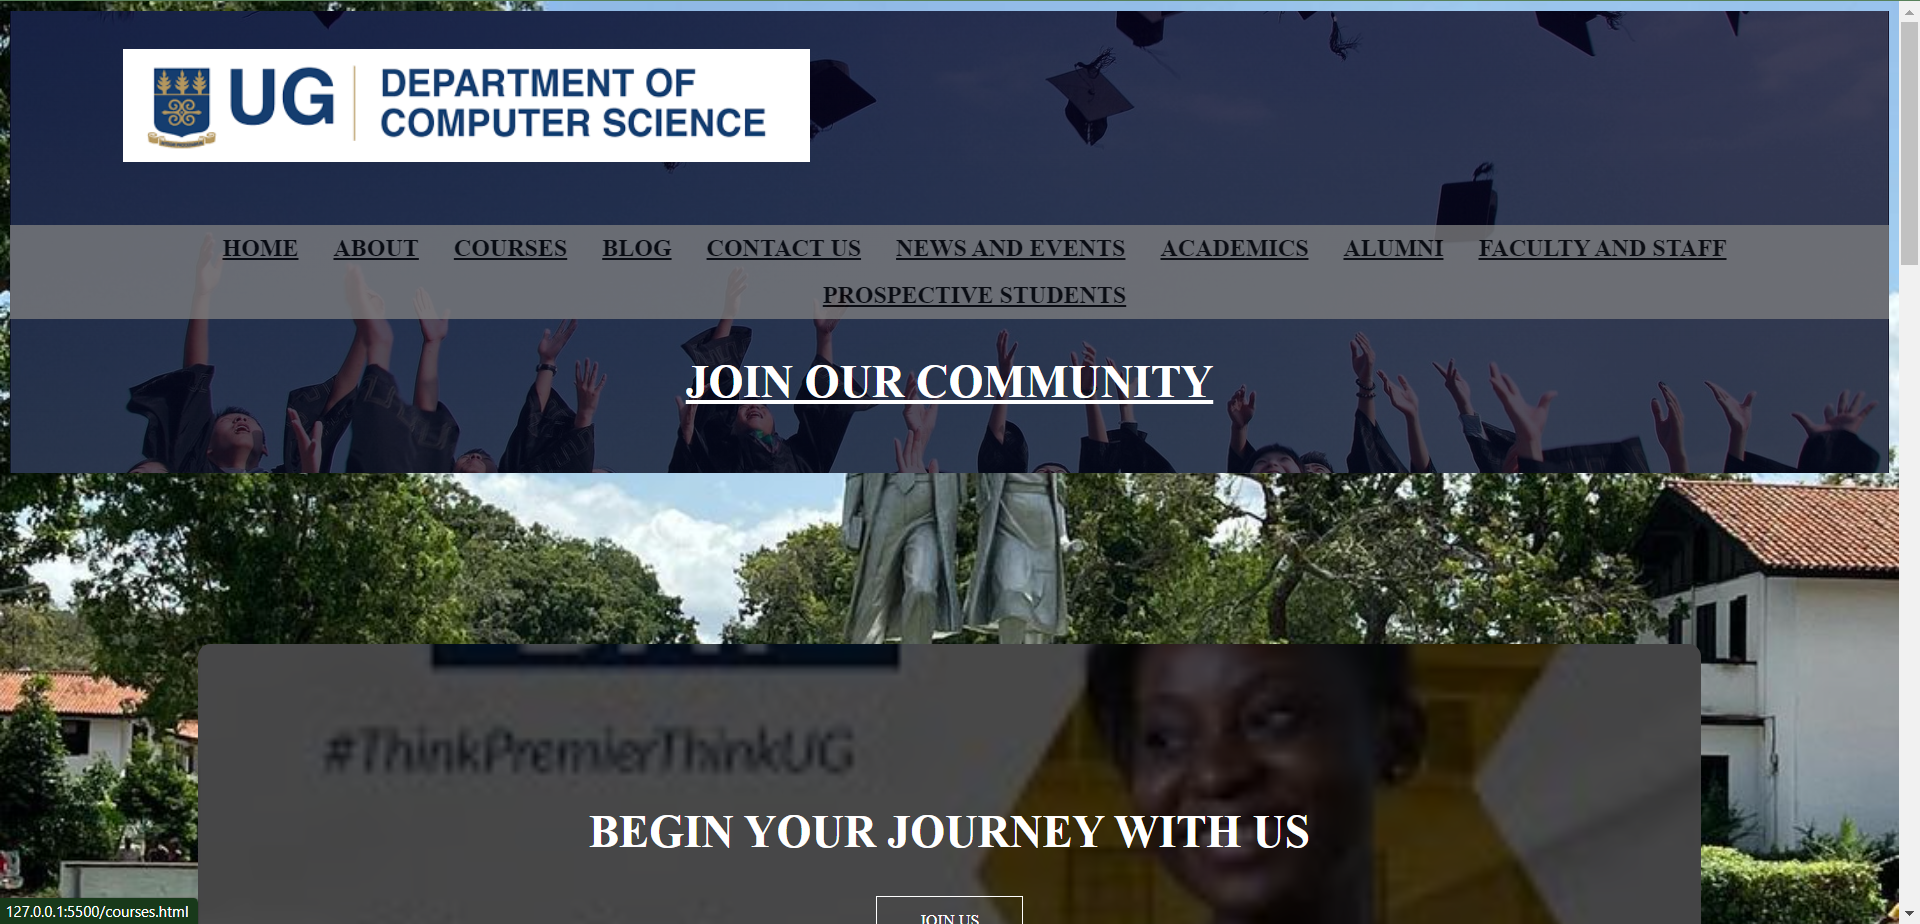 UG
DEPARTMENT OF
COMPUTER SCIENCE
HOME ABOUT COURSES BLOG CONTACT US NEWS AND EVENTS ACADEMICS ALUMNI FACULTY AND STAFF
PROSPECTIVE STUDENTS
JOIN OUR COMMUNITY
#ThinkPremierThinkUG
BEGIN YOUR JOURNEY WITH US
JOIN US
127.0.0.1:5500/courses.html